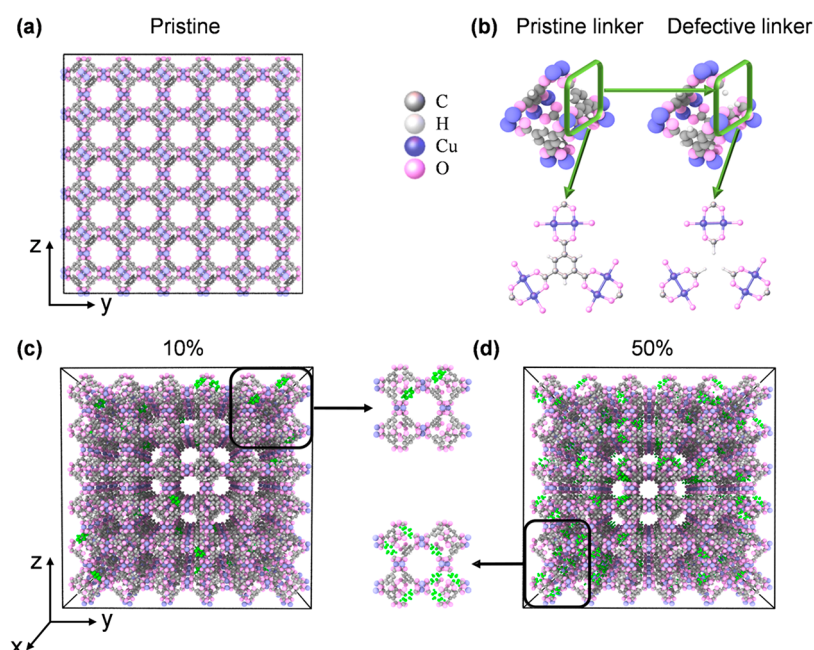 (a) Pristine
(b) Pristine linker Defective linker
C
H
Cu
O
z
y
(c) 10%
(d) 50%
z
y
x